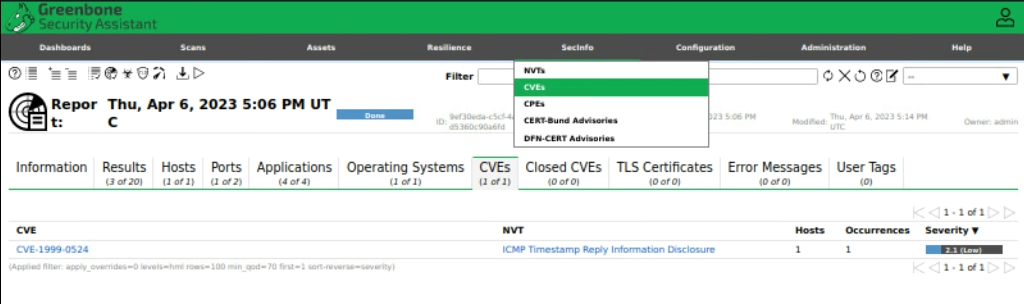 Greenbone
Security Assistant
Dashboards Scans Assets Resilience SecInfo Configuration Administration Help
Filter
NVTs
CVEs
CPEs
CERT-Bund Advisories
DFN-CERT Advisories
--
Repor
t:
Thu, Apr 6, 2023 5:06 PM UT
C
Done
ID:
d5360c90a6fd
023 5:06 PM
Modified: Thu, Apr 6, 2023 5:14 PM
UTC
Owner: admin
Information Results Hosts Ports Applications Operating Systems CVEs Closed CVEs TLS Certificates Error Messages User Tags
(3 of 20) (1 of 1) (1 of 2) (4 of 4) (1 of 1) (1 of 1) (0 of 0) (0 of 0) (0 of 0) (0)
1 - 1 of 1
CVE NVT Hosts Occurrences Severity ▼
CVE-1999-0524 ICMP Timestamp Reply Information Disclosure 1 1 2.1 (Low)
(Applied filter: apply_overrides=0 levels=hml rows=100 min_qod=70 first=1 sort-reverse=severity)
1 - 1 of 1